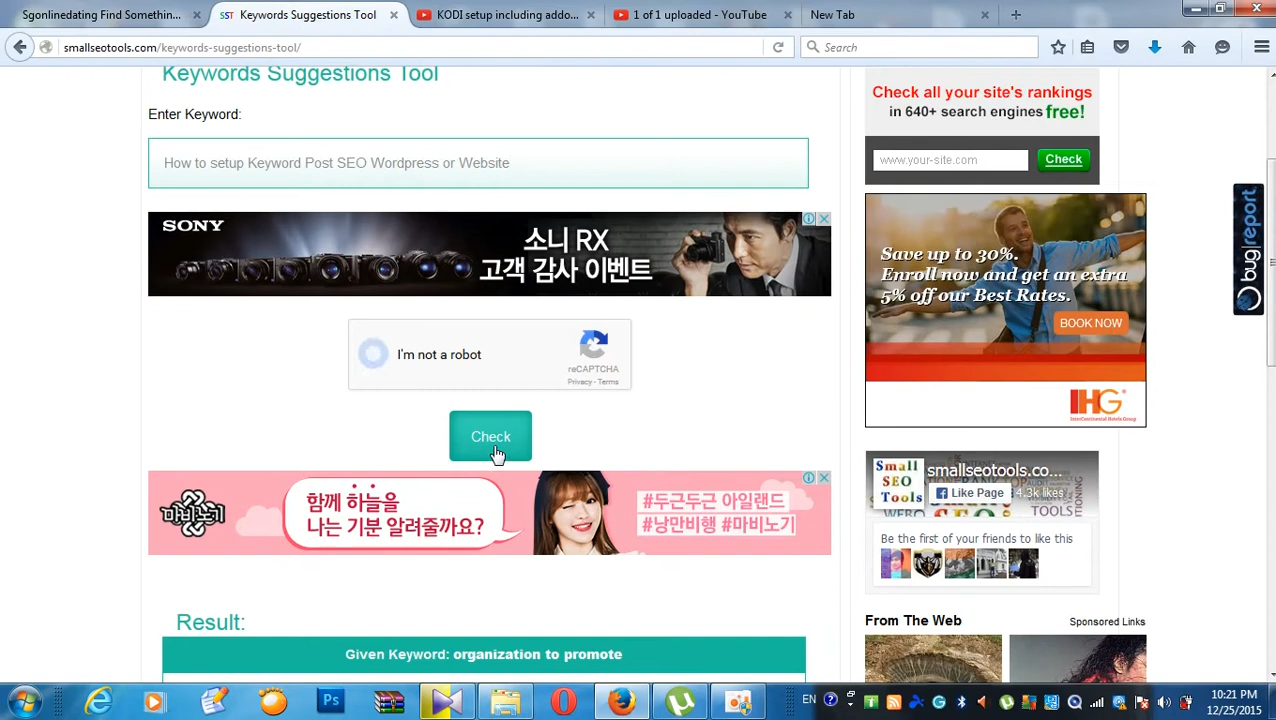 Sgonlinedating Find Somethin...
SST Keywords Suggestions Tool
KODI setup including addo...
1 of 1 uploaded - YouTube
New Tab
smallseotools.com/keywords-suggestions-tool/
Search
Keywords Suggestions Tool
Enter Keyword:
How to setup Keyword Post SEO Wordpress or Website
SONY
소니 RX
고객 감사 이벤트
I'm not a robot
reCAPTCHA
Privacy - Terms
Check
마비노기
함께 하늘을
나는 기분 알려줄까요?
#두근두근 아일랜드
#낭만비행 #마비노기
Result:
Given Keyword: organization to promote
Check all your site's rankings
in 640+ search engines free!
www.your-site.com
Check
Save up to 30%.
Enroll now and get an extra
5% off our Best Rates.
BOOK NOW
IHG
InterContinental Hotels Group
bug|report
Small
SEO
Tools
smallseotools.co...
Like Page
4.3k likes
TOOLS
Be the first of your friends to like this
From The Web
Sponsored Links
Ps
EN
10:21 PM
12/25/2015